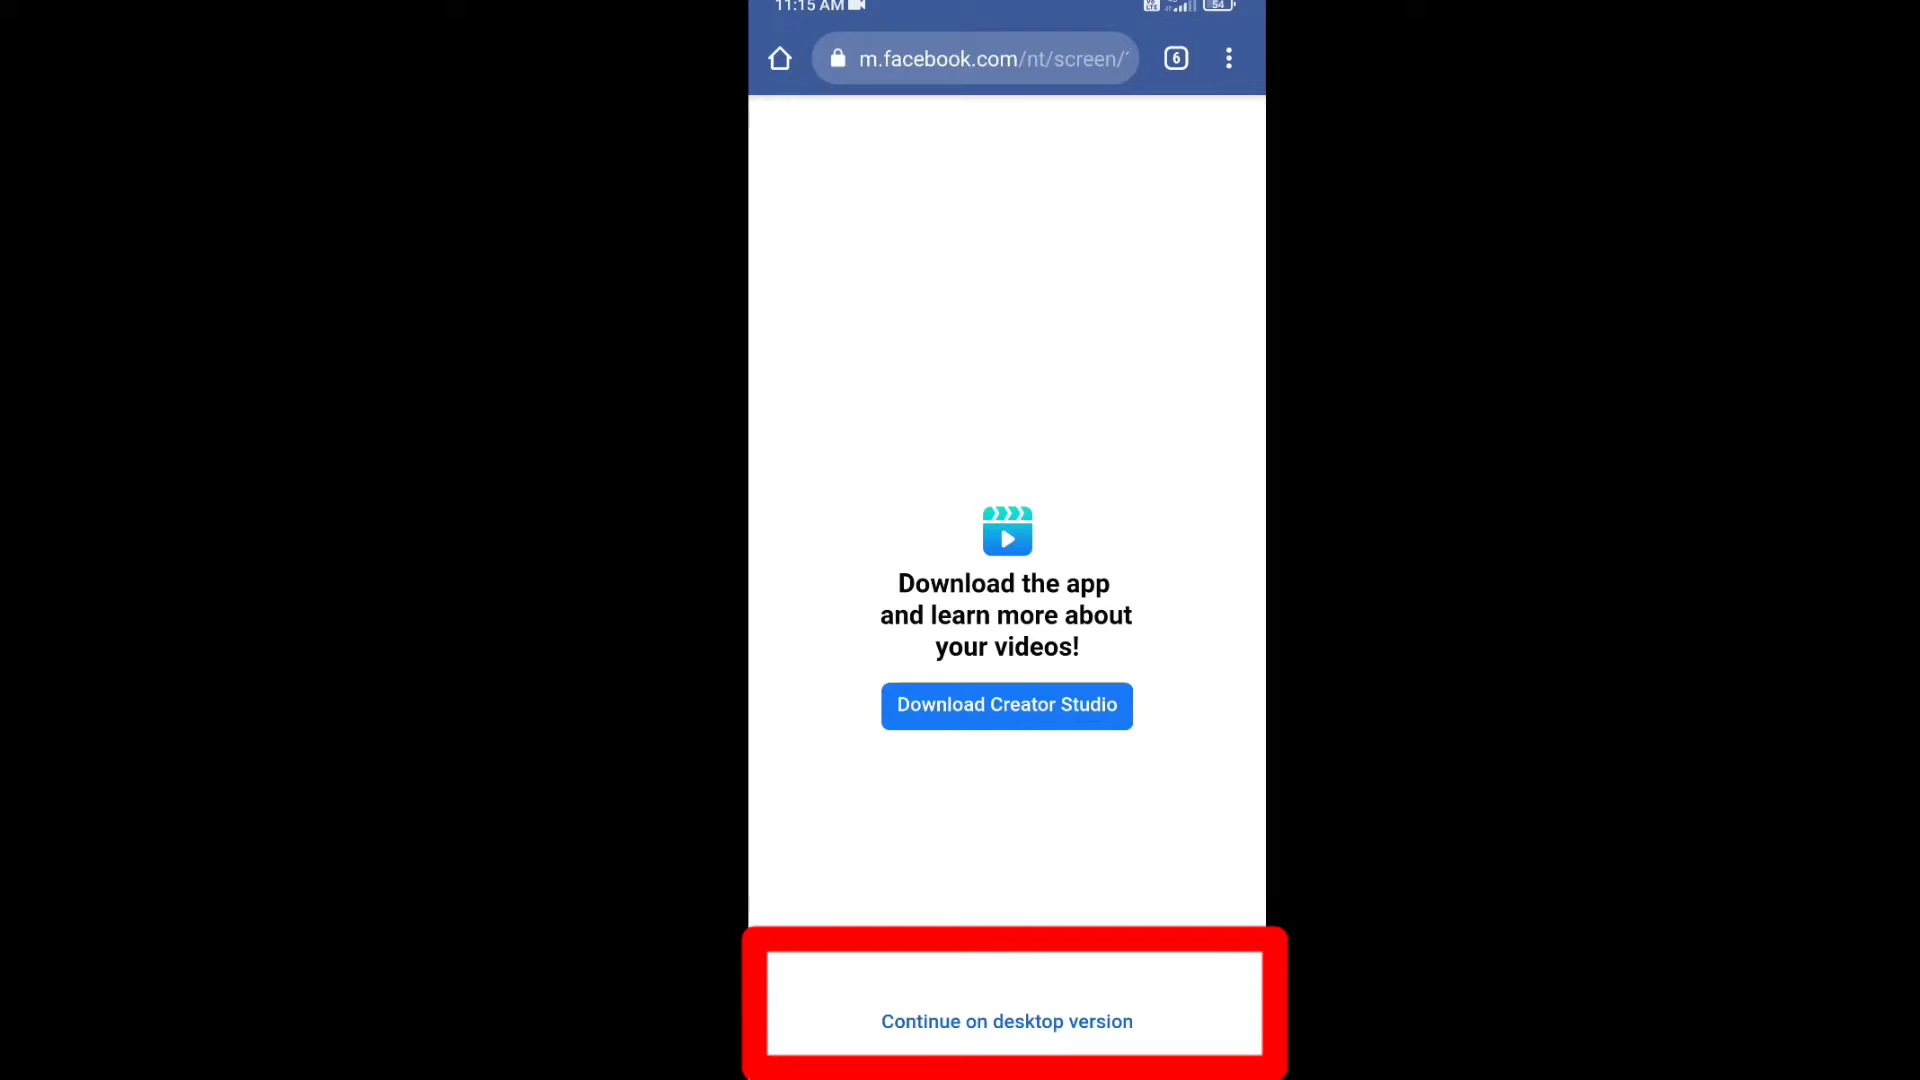 11:15 AM
54
m.facebook.com/nt/screen/
6
Download the app
and learn more about
your videos!
Download Creator Studio
Continue on desktop version